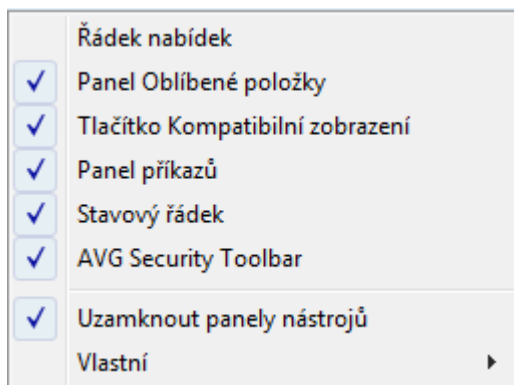 Řádek nabídek
Panel Oblíbené položky
Tlačítko Kompatibilní zobrazení
Panel příkazů
Stavový řádek
AVG Security Toolbar
Uzamknout panely nástrojů
Vlastní